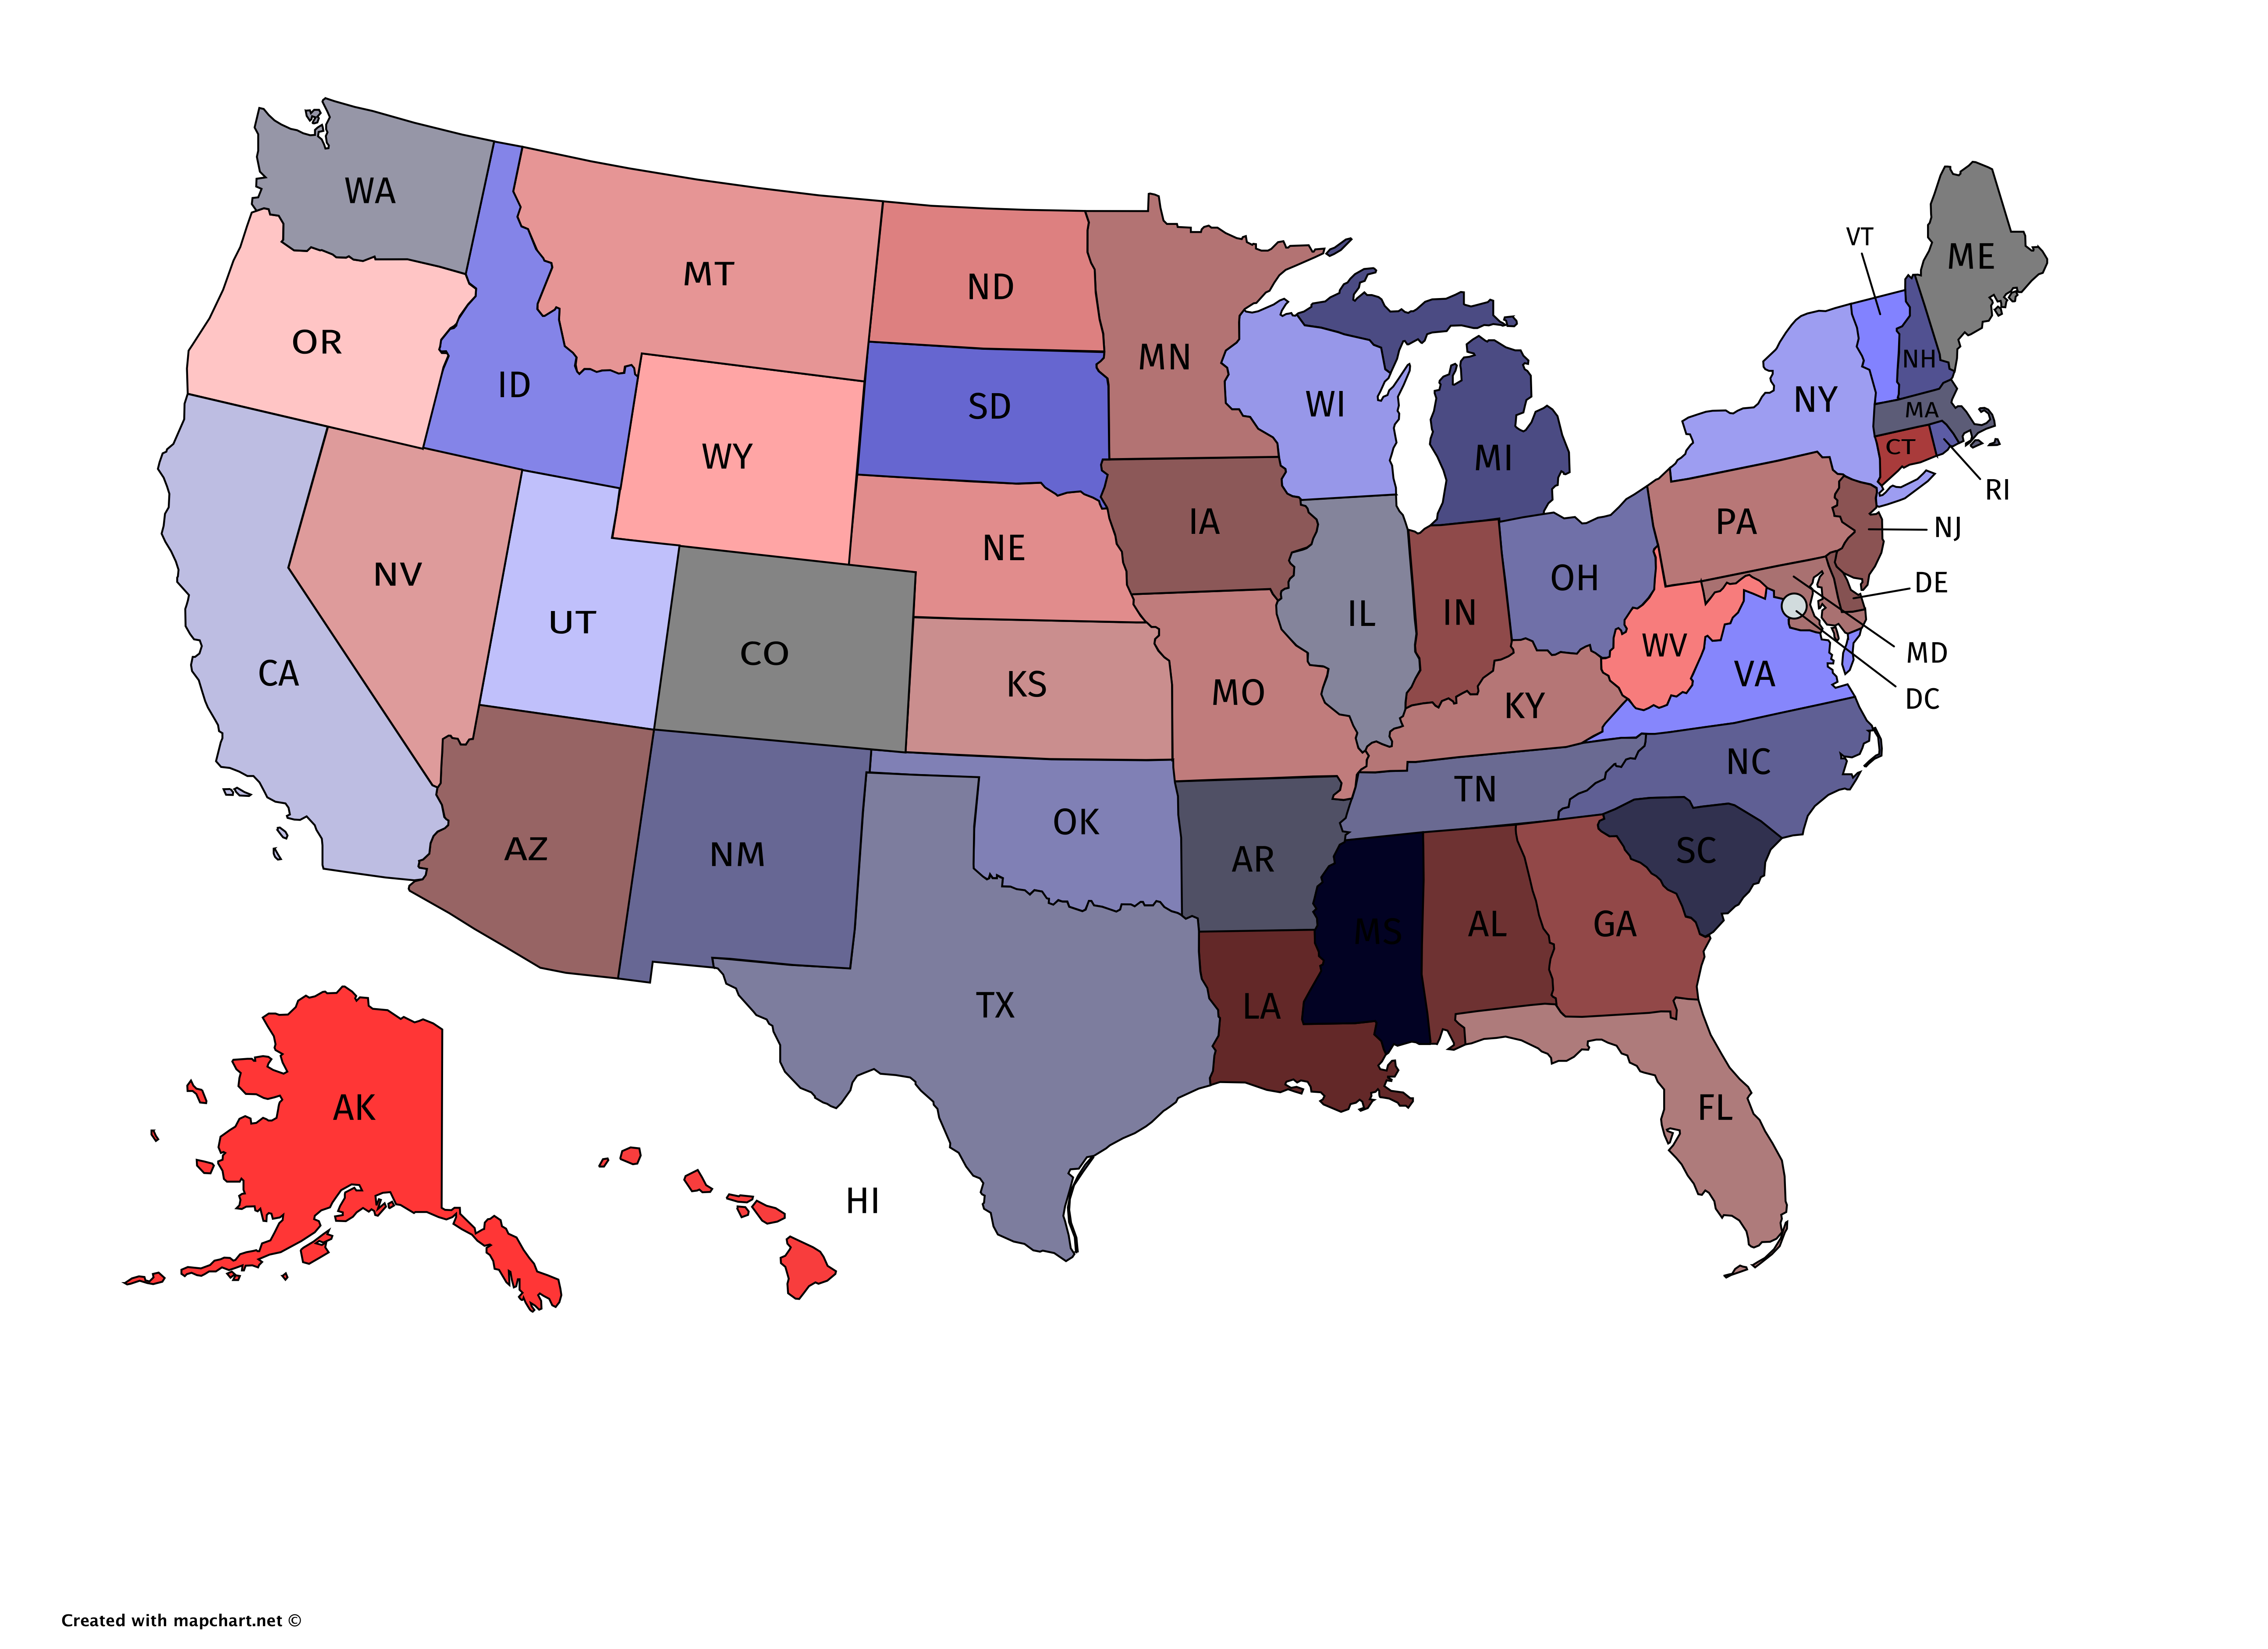 WA
MT
ND
MN
VT
ME
OR
ID
SD
WI
NY
NH
MA
CT
RI
WY
MI
IA
PA
NJ
NE
NV
UT
OH
DE
IL
IN
CO
CA
KS
MO
KY
WV
VA
MD
DC
NC
TN
OK
AZ
NM
AR
SC
MS
AL
GA
TX
LA
AK
FL
HI
Created with mapchart.net ©